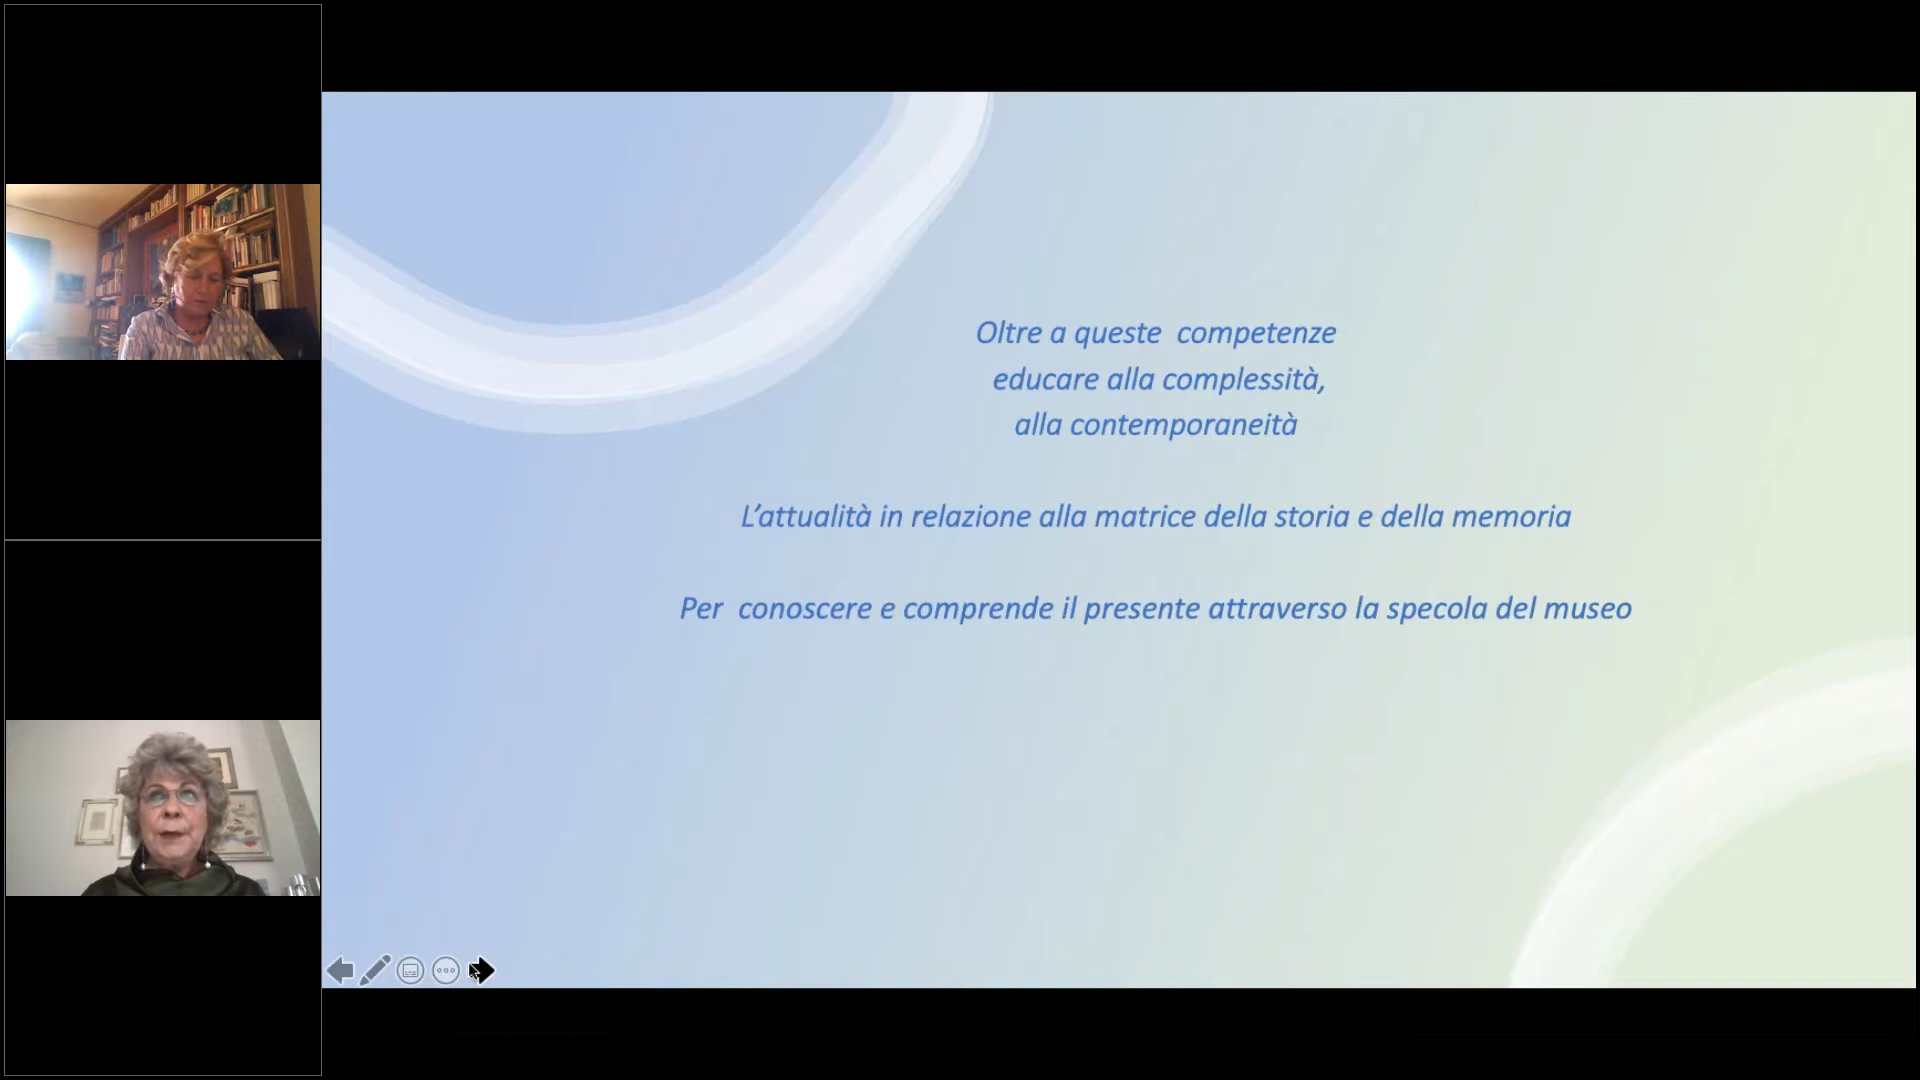 Oltre a queste  competenze
educare alla complessità,
alla contemporaneità
L'attualità in relazione alla matrice della storia e della memoria
Per  conoscere e comprende il presente attraverso la specola del museo